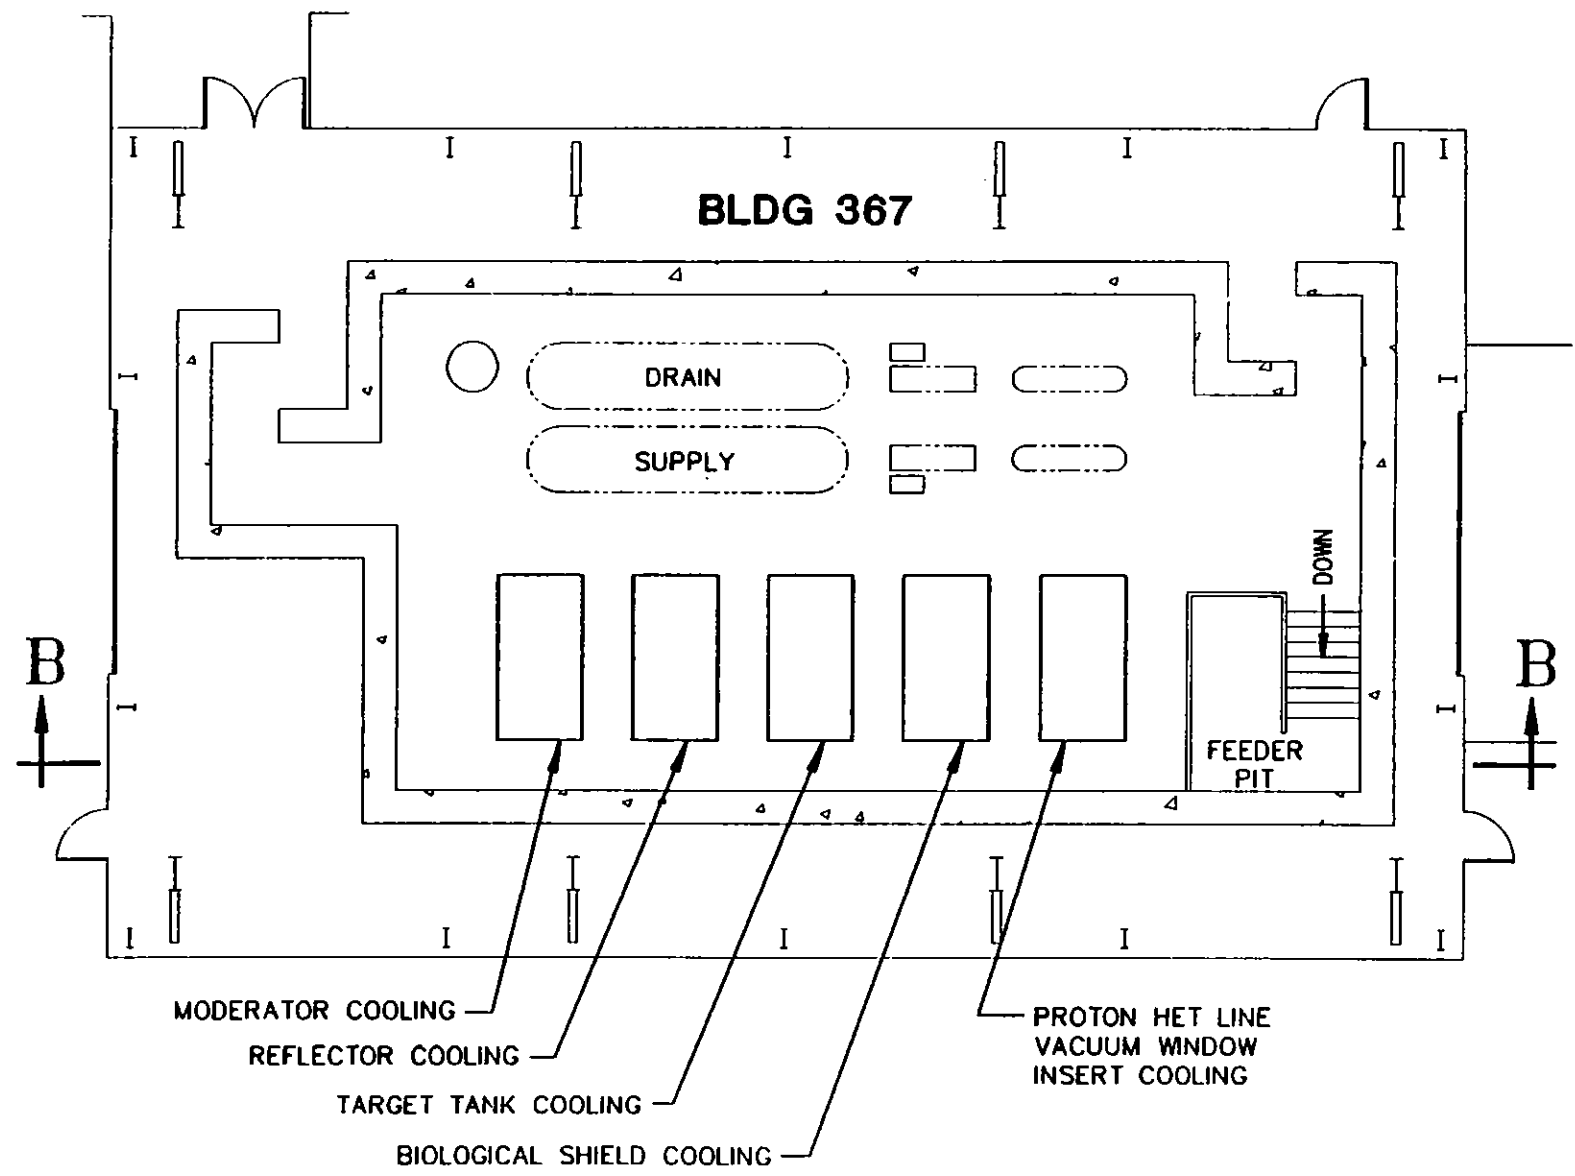 BLDG 367
DRAIN
SUPPLY
DOWN
B
B
FEEDER
PIT
MODERATOR COOLING
REFLECTOR COOLING
TARGET TANK COOLING
BIOLOGICAL SHIELD COOLING
PROTON HET LINE
VACUUM WINDOW
INSERT COOLING